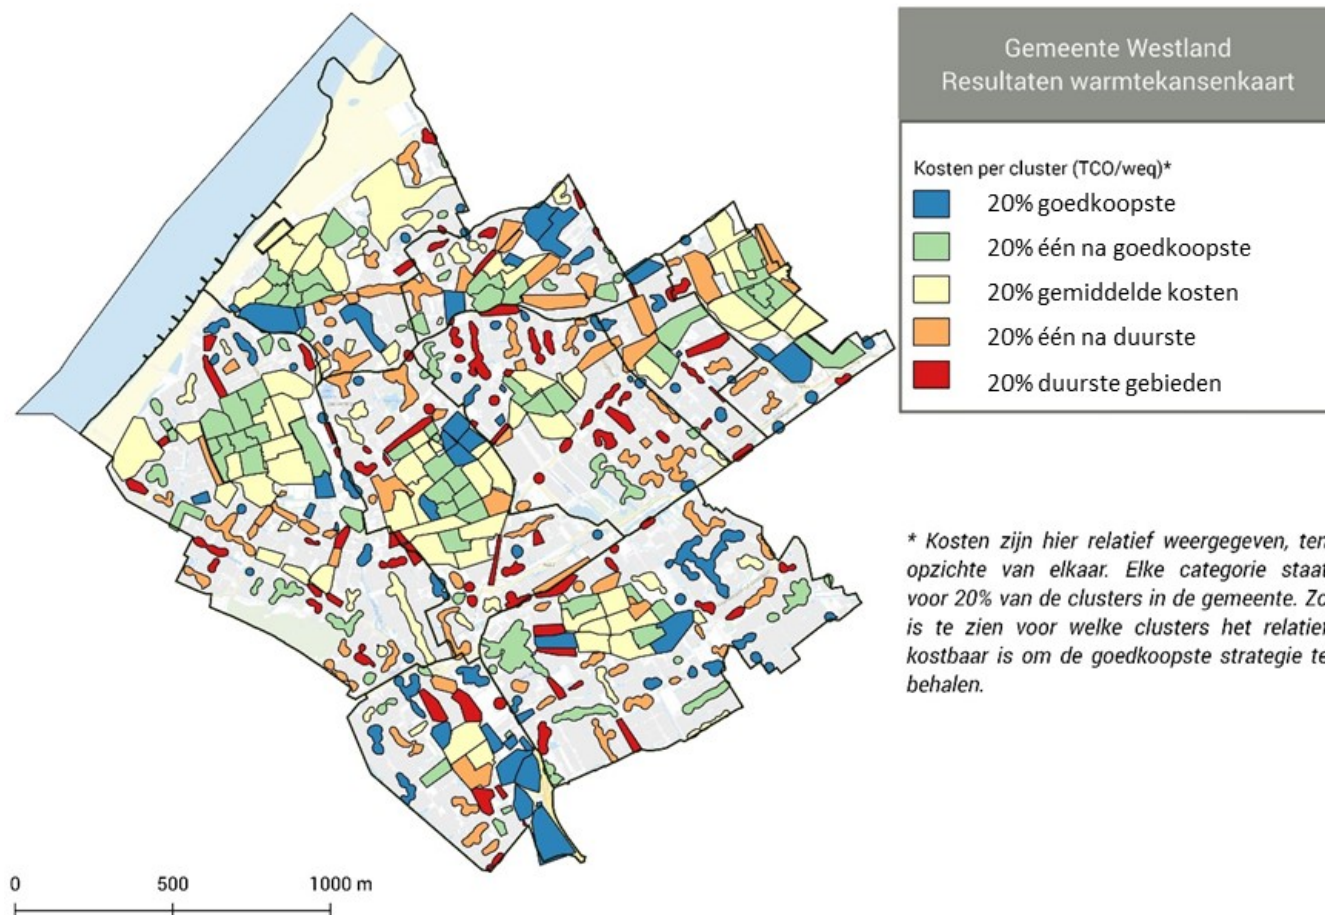 Gemeente Westland
Resultaten warmtekansenkaart
Kosten per cluster (TCO/weq)*
20% goedkoopste
20% één na goedkoopste
20% gemiddelde kosten
20% één na duurste
20% duurste gebieden
* Kosten zijn hier relatief weergegeven, ten
opzichte van elkaar. Elke categorie staat
voor 20% van de clusters in de gemeente. Zo
is te zien voor welke clusters het relatief
kostbaar is om de goedkoopste strategie te
behalen.
0 500 1000 m